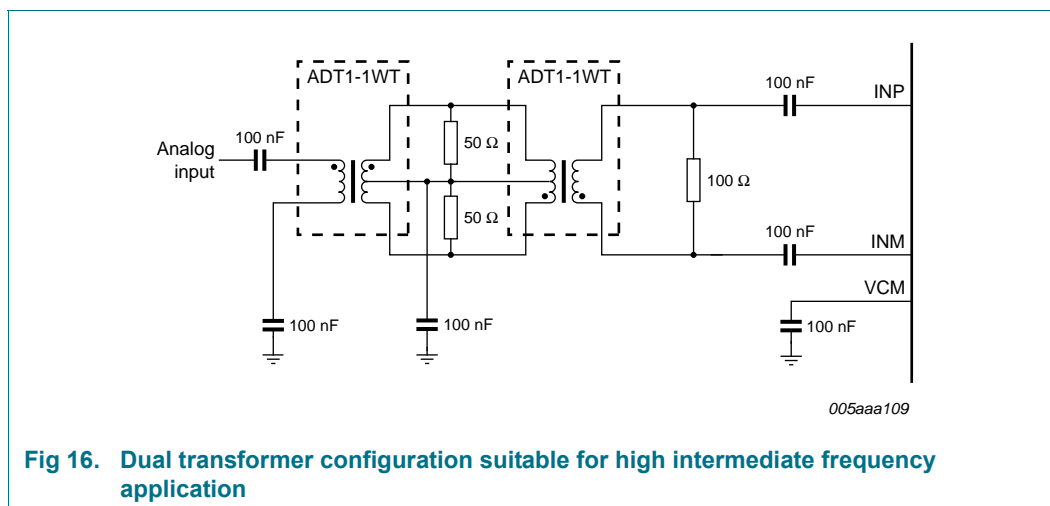 ADT1-1WT
ADT1-1WT
100 nF
INP
100 nF
Analog
input
50 Ω
50 Ω
100 Ω
100 nF
INM
VCM
100 nF
100 nF
100 nF
005aaa109
Fig 16. Dual transformer configuration suitable for high intermediate frequency
application